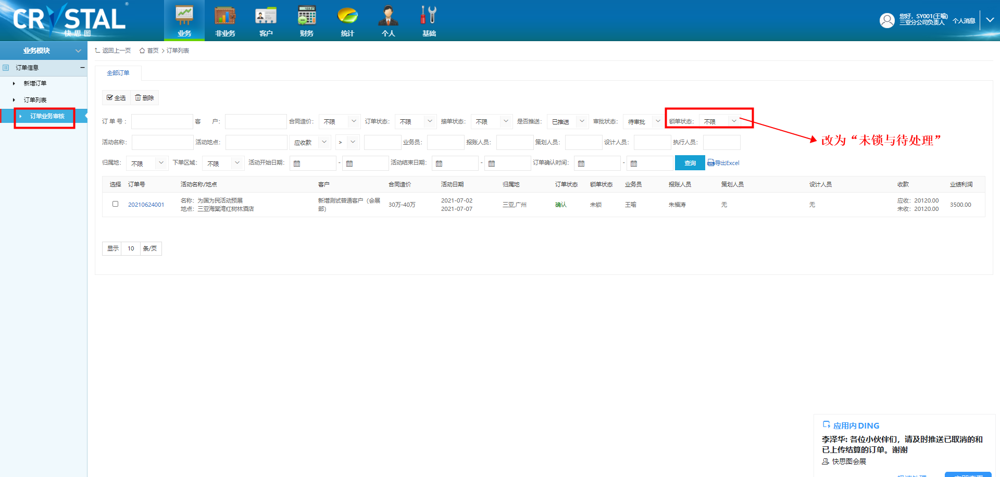 CRYSTAL ®
快思图
业务 非业务 客户 财务 统计 个人 基础
您好，SY001(王喻)
三亚分公司负责人
个人消息
业务模块
订单信息
新增订单
订单列表
订单业务审核
返回上一页 首页 订单列表
全部订单
全选 删除
订 单 号： 客 户： 合同造价： 不限 订单状态： 不限 接单状态： 不限 是否推送： 已推送 审批状态： 待审批 锁单状态： 不限
改为“未锁与待处理”
活动名称： 活动地点： 应收款 > 业务员： 报账人员： 策划人员： 设计人员： 执行人员：
归属地： 不限 下单区域： 不限 活动开始日期： - 活动结束日期： - 订单确认时间： - 查询 导出Excel
选择 订单号 活动名称/地点 客户 合同造价 活动日期 归属地 订单状态 锁单状态 业务员 报账人员 策划人员 设计人员 收款 业绩利润
20210624001 名称：为国为民活动预展 新增测试普通客户（会展部） 30万-40万 2021-07-02 三亚,广州 确认 未锁 王喻 朱福涛 无 无 应收：20120.00 3500.00
地点：三亚海棠湾红树林酒店 2021-07-07 未收：20120.00
显示 10 条/页
应用内DING
李泽华: 各位小伙伴们，请及时推送已取消的和
已上传结算的订单。谢谢
快思图会展